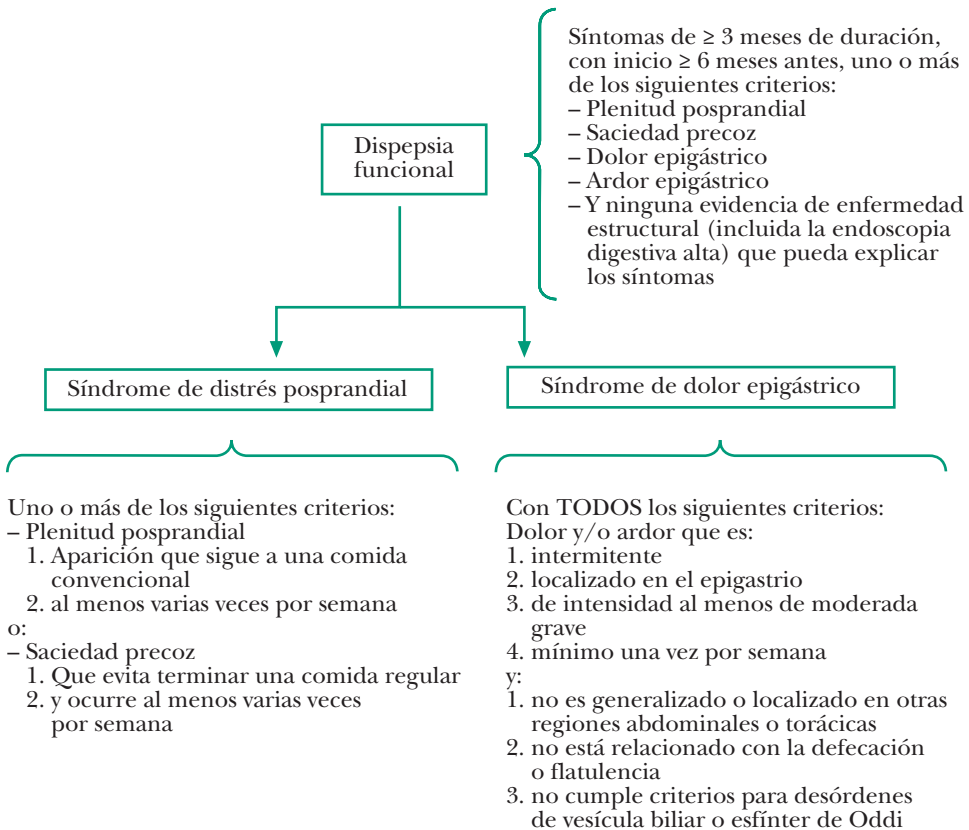 Síntomas de ≥ 3 meses de duración,
con inicio ≥ 6 meses antes, uno o más
de los siguientes criterios:
– Plenitud posprandial
– Saciedad precoz
– Dolor epigástrico
– Ardor epigástrico
– Y ninguna evidencia de enfermedad
estructural (incluida la endoscopia
digestiva alta) que pueda explicar
los síntomas
Dispepsia
funcional
Síndrome de distrés posprandial
Síndrome de dolor epigástrico
Uno o más de los siguientes criterios:
– Plenitud posprandial
1. Aparición que sigue a una comida
convencional
2. al menos varias veces por semana
o:
– Saciedad precoz
1. Que evita terminar una comida regular
2. y ocurre al menos varias veces
por semana
Con TODOS los siguientes criterios:
Dolor y/o ardor que es:
1. intermitente
2. localizado en el epigastrio
3. de intensidad al menos de moderada
grave
4. mínimo una vez por semana
y:
1. no es generalizado o localizado en otras
regiones abdominales o torácicas
2. no está relacionado con la defecación
o flatulencia
3. no cumple criterios para desórdenes
de vesícula biliar o esfínter de Oddi